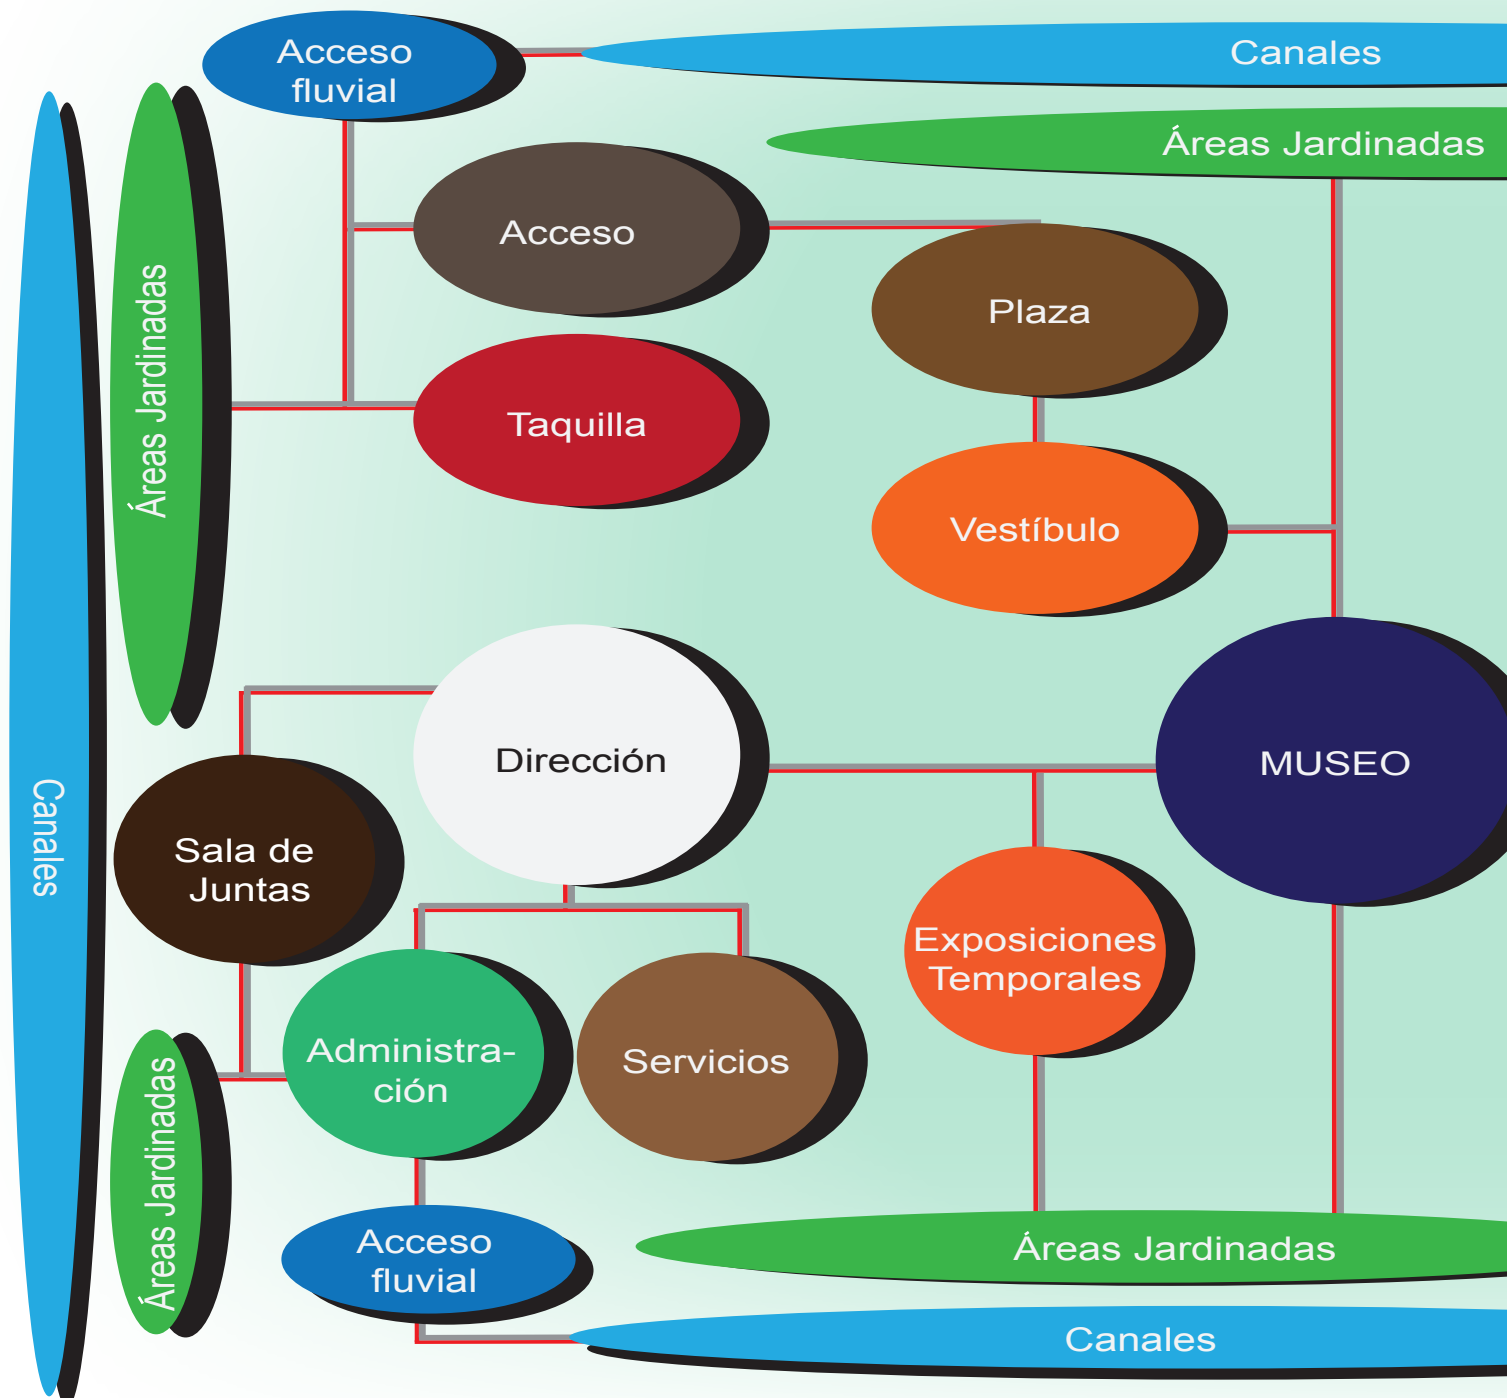 Acceso
fluvial
Canales
Áreas Jardinadas
Acceso
Plaza
Áreas Jardinadas
Taquilla
Vestíbulo
Dirección
MUSEO
Canales
Sala de
Juntas
Exposiciones
Temporales
Administra-
ción
Servicios
Áreas Jardinadas
Acceso
fluvial
Áreas Jardinadas
Canales